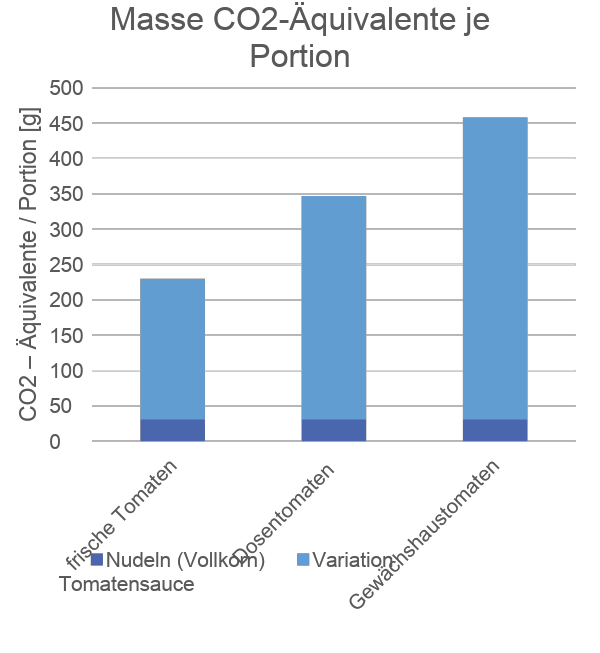 Masse CO2-Äquivalente je
Portion
CO2 – Äquivalente / Portion [g]
500
450
400
350
300
250
200
150
100
50
0
frische Tomaten
Dosentomaten
Gewächshaustomaten
Nudeln (Vollkorn)
Variation
Tomatensauce